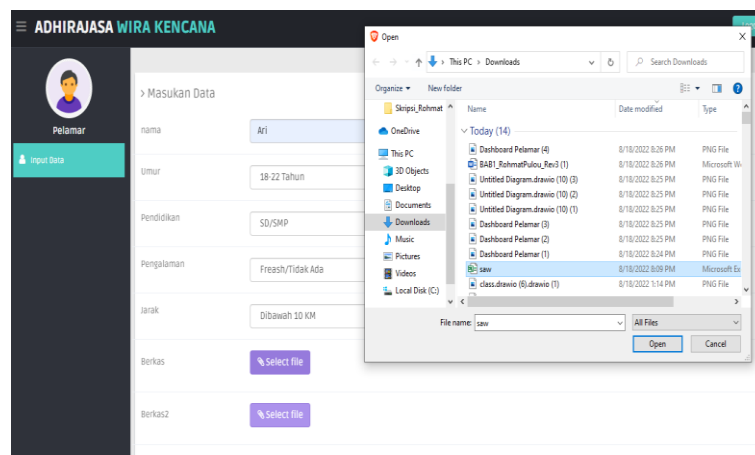 ADHIRAJASA WIRA KENCANA
Pelamar
Input Data
> Masukan Data
nama
Ari
Umur
18-22 Tahun
Pendidikan
SD/SMP
Pengalaman
Freash/Tidak Ada
Jarak
Dibawah 10 KM
Berkas
Select file
Berkas2
Select file
Open
This PC > Downloads
Search Downloads
Organize
New folder
Skripsi_Rohmat
OneDrive
This PC
3D Objects
Desktop
Documents
Downloads
Music
Pictures
Videos
Local Disk (C:)
Name Date modified Type
Today (14)
Dashboard Pelamar (4) 8/18/2022 8:26 PM PNG File
BAB1_RohmatPulou_Rev3 (1) 8/18/2022 8:26 PM Microsoft W
Untitled Diagram.drawio (10) (3) 8/18/2022 8:25 PM PNG File
Untitled Diagram.drawio (10) (2) 8/18/2022 8:25 PM PNG File
Untitled Diagram.drawio (10) (1) 8/18/2022 8:25 PM PNG File
Dashboard Pelamar (3) 8/18/2022 8:25 PM PNG File
Dashboard Pelamar (2) 8/18/2022 8:25 PM PNG File
Dashboard Pelamar (1) 8/18/2022 8:24 PM PNG File
saw 8/18/2022 8:09 PM Microsoft Ex
class.drawio (6).drawio (1) 8/18/2022 1:14 PM PNG File
File name: saw
All Files
Open
Cancel